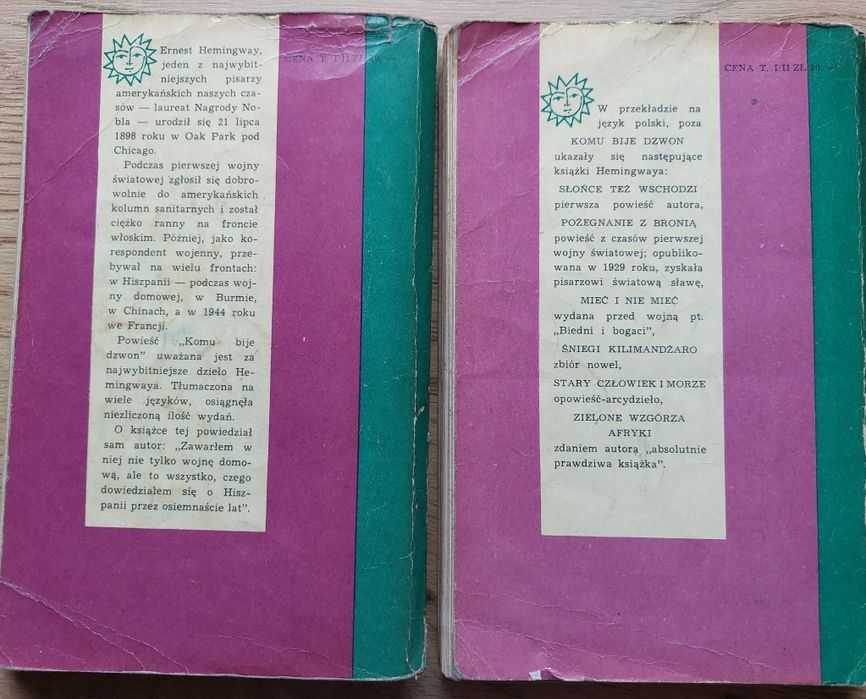 Ernest Hemingway,
jeden z najwybit-
niejszych pisarzy
amerykańskich naszych cza-
sów — laureat Nagrody No-
bla — urodził się 21 lipca
1898 roku w Oak Park pod
Chicago.
Podczas pierwszej wojny
światowej zgłosił się dobro-
wolnie do amerykańskich
kolumn sanitarnych i został
ciężko ranny na froncie
włoskim. Później, jako ko-
respondent wojenny, prze-
bywał na wielu frontach:
w Hiszpanii — podczas woj-
ny domowej, w Burmie,
w Chinach, a w 1944 roku
we Francji.
Powieść „Komu bije
dzwon” uważana jest za
najwybitniejsze dzieło He-
mingwaya. Tłumaczona na
wiele języków, osiągnęła
niezliczoną ilość wydań.
O książce tej powiedział
sam autor: „Zawarłem w
niej nie tylko wojnę domo-
wą, ale to wszystko, czego
dowiedziałem się o Hisz-
panii przez osiemnaście lat”.
CENA T. I/II ZŁ 20.—
W przekładzie na
język polski, poza
KOMU BIJE DZWON
ukazały się następujące
książki Hemingwaya:
SŁOŃCE TEŻ WSCHODZI
pierwsza powieść autora,
POŻEGNANIE Z BRONIĄ
powieść z czasów pierwszej
wojny światowej; opubliko-
wana w 1929 roku, zyskała
pisarzowi światową sławę,
MIEĆ I NIE MIEĆ
wydana przed wojną pt.
„Biedni i bogaci”,
ŚNIEGI KILIMANDŻARO
zbiór nowel,
STARY CZŁOWIEK I MORZE
opowieść-arcydzieło,
ZIELONE WZGÓRZA
AFRYKI
zdaniem autora „absolutnie
prawdziwa książka”.
CENA T. I/II ZŁ 20.—